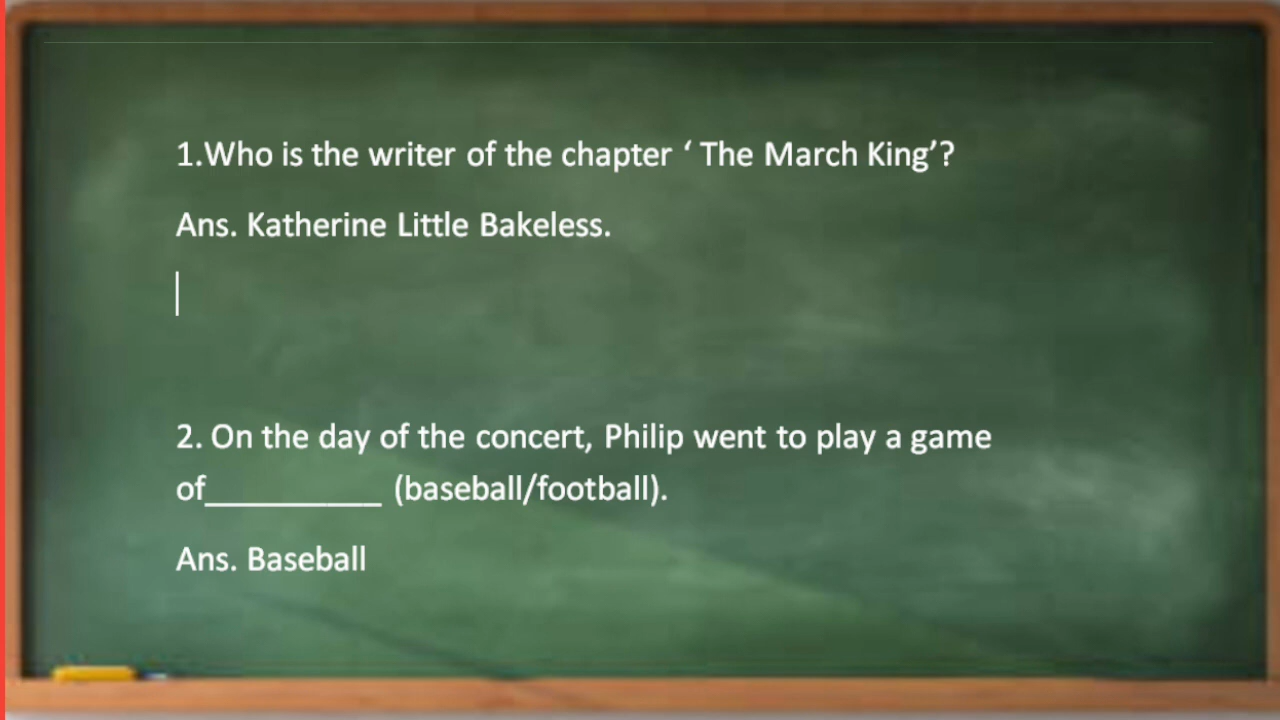 1.Who is the writer of the chapter ‘ The March King’?
Ans. Katherine Little Bakeless.
2. On the day of the concert, Philip went to play a game
of__________ (baseball/football).
Ans. Baseball